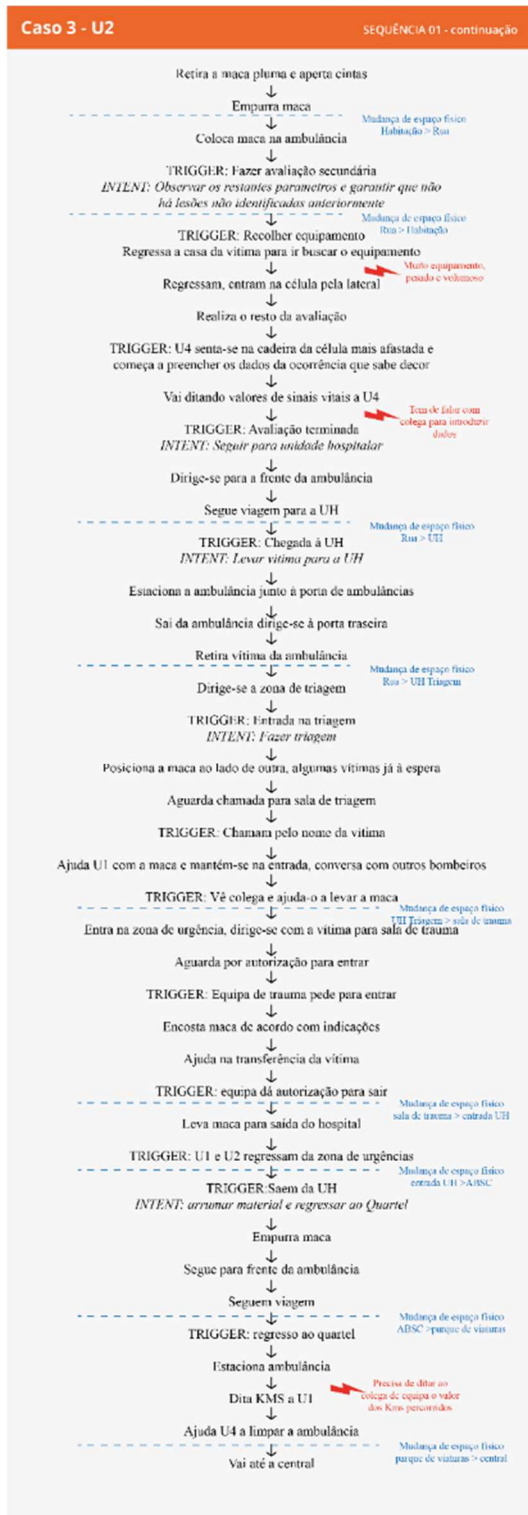 Caso 3 - U2
SEQUÊNCIA 01 - continuação
Retira a maca pluma e aperta cintas
Empurra maca
Mudança de espaço físico
Habitação > Rua
Coloca maca na ambulância
TRIGGER: Fazer avaliação secundária
INTENT: Observar os restantes parametros e garantir que não
há lesões não identificadas anteriormente
Mudança de espaço físico
Rua > Habitação
TRIGGER: Recolher equipamento
Regressa a casa da vítima para ir buscar o equipamento
Muito equipamento,
pesado e volumoso
Regressam, entram na célula pela lateral
Realiza o resto da avaliação
TRIGGER: U4 senta-se na cadeira da célula mais afastada e
começa a preencher os dados da ocorrência que sabe decor
Vai ditando valores de sinais vitais a U4
Tem de falar com
colega para introduzir
dados
TRIGGER: Avaliação terminada
INTENT: Seguir para unidade hospitalar
Dirige-se para a frente da ambulância
Segue viagem para a UH
Mudança de espaço físico
Rua > UH
TRIGGER: Chegada à UH
INTENT: Levar vítima para a UH
Estaciona a ambulância junto à porta de ambulâncias
Sai da ambulância dirige-se à porta traseira
Retira vítima da ambulância
Mudança de espaço físico
Rua > UH Triagem
Dirige-se a zona de triagem
TRIGGER: Entrada na triagem
INTENT: Fazer triagem
Posiciona a maca ao lado de outra, algumas vítimas já à espera
Aguarda chamada para sala de triagem
TRIGGER: Chamam pelo nome da vítima
Ajuda U1 com a maca e mantém-se na entrada, conversa com outros bombeiros
TRIGGER: Vê colega e ajuda-o a levar a maca
Mudança de espaço físico
UH Triagem > sala de trauma
Entra na zona de urgência, dirige-se com a vítima para sala de trauma
Aguarda por autorização para entrar
TRIGGER: Equipa de trauma pede para entrar
Encosta maca de acordo com indicações
Ajuda na transferência da vítima
TRIGGER: equipa dá autorização para sair
Mudança de espaço físico
sala de trauma > entrada UH
Leva maca para saída do hospital
TRIGGER: U1 e U2 regressam da zona de urgências
Mudança de espaço físico
entrada UH >ABSC
TRIGGER:Saem da UH
INTENT: arrumar material e regressar ao Quartel
Empurra maca
Segue para frente da ambulância
Seguem viagem
Mudança de espaço físico
ABSC >parque de viaturas
TRIGGER: regresso ao quartel
Estaciona ambulância
Precisa de ditar ao
colega de equipa o valor
dos Kms percorridos
Dita KMS a U1
Ajuda U4 a limpar a ambulância
Mudança de espaço físico
parque de viaturas > central
Vai até a central